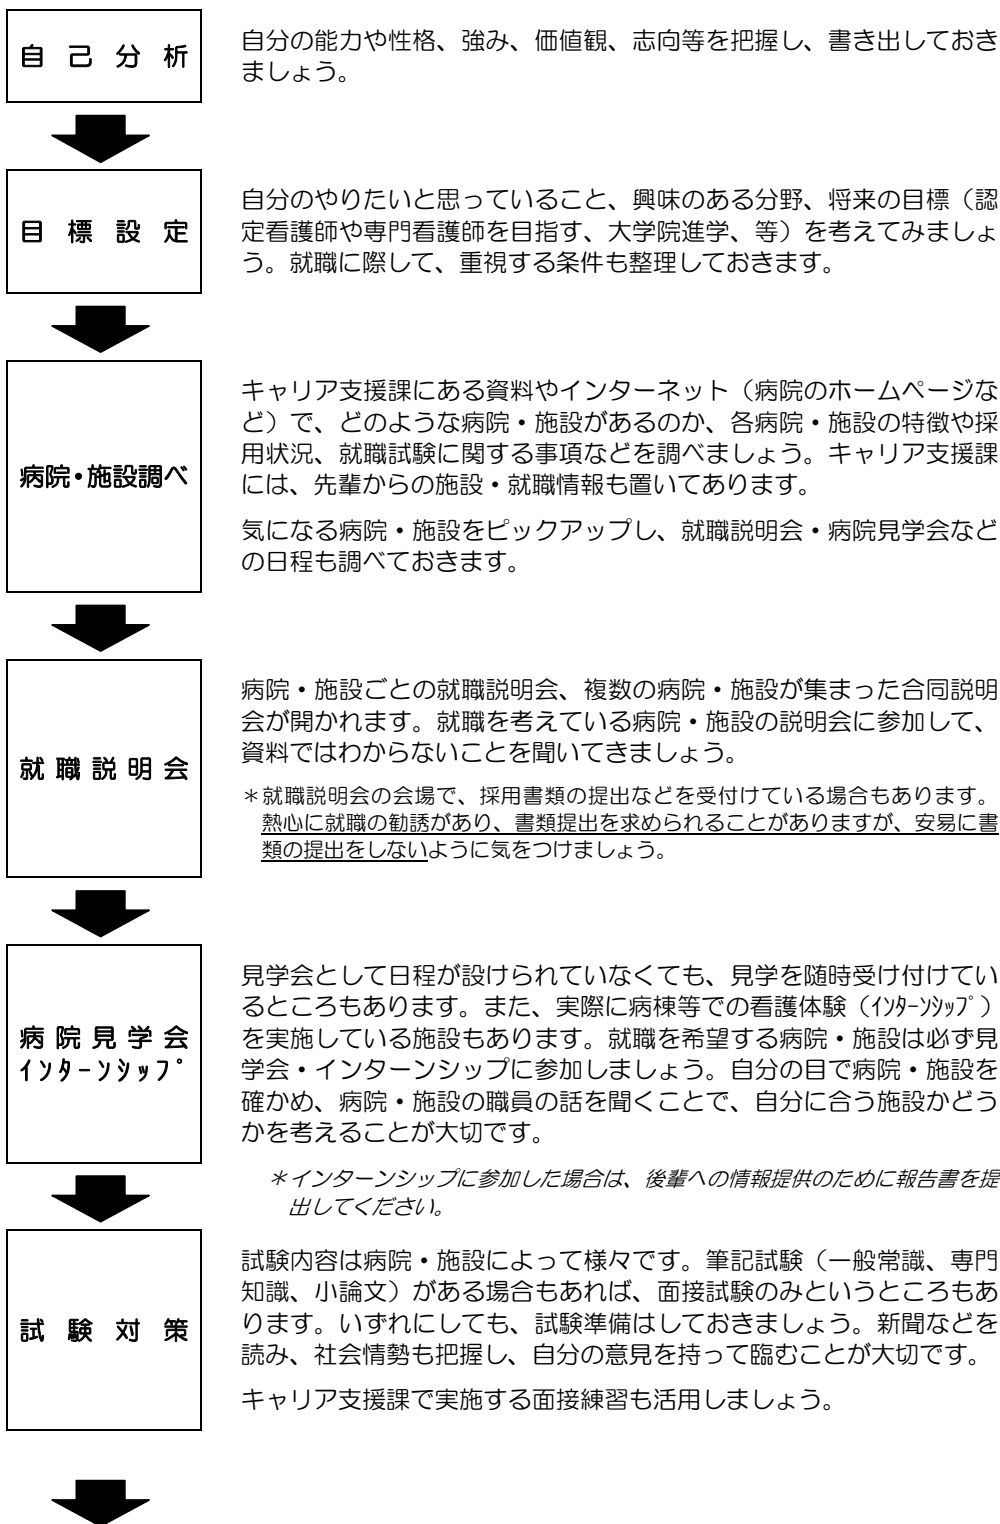 自己分析
自分の能力や性格、強み、価値観、志向等を把握し、書き出しておき
ましょう。
目標設定
自分のやりたいと思っていること、興味のある分野、将来の目標（認
定看護師や専門看護師を目指す、大学院進学、等）を考えてみましょ
う。就職に際して、重視する条件も整理しておきます。
病院・施設調べ
キャリア支援課にある資料やインターネット（病院のホームページな
ど）で、どのような病院・施設があるのか、各病院・施設の特徴や採
用状況、就職試験に関する事項などを調べましょう。キャリア支援課
には、先輩からの施設・就職情報も置いてあります。
気になる病院・施設をピックアップし、就職説明会・病院見学会など
の日程も調べておきます。
就職説明会
病院・施設ごとの就職説明会、複数の病院・施設が集まった合同説明
会が開かれます。就職を考えている病院・施設の説明会に参加して、
資料ではわからないことを聞いてきましょう。
＊就職説明会の会場で、採用書類の提出などを受付けている場合もあります。
熱心に就職の勧誘があり、書類提出を求められることがありますが、安易に書
類の提出をしないように気をつけましょう。
病院見学会
ｲﾝﾀｰﾝｼｯﾌﾟ
見学会として日程が設けられていなくても、見学を随時受け付けてい
るところもあります。また、実際に病棟等での看護体験（ｲﾝﾀｰﾝｼｯﾌﾟ）
を実施している施設もあります。就職を希望する病院・施設は必ず見
学会・インターンシップに参加しましょう。自分の目で病院・施設を
確かめ、病院・施設の職員の話を聞くことで、自分に合う施設かどう
かを考えることが大切です。
＊インターンシップに参加した場合は、後輩への情報提供のために報告書を提
出してください。
試験対策
試験内容は病院・施設によって様々です。筆記試験（一般常識、専門
知識、小論文）がある場合もあれば、面接試験のみというところもあ
ります。いずれにしても、試験準備はしておきましょう。新聞などを
読み、社会情勢も把握し、自分の意見を持って臨むことが大切です。
キャリア支援課で実施する面接練習も活用しましょう。